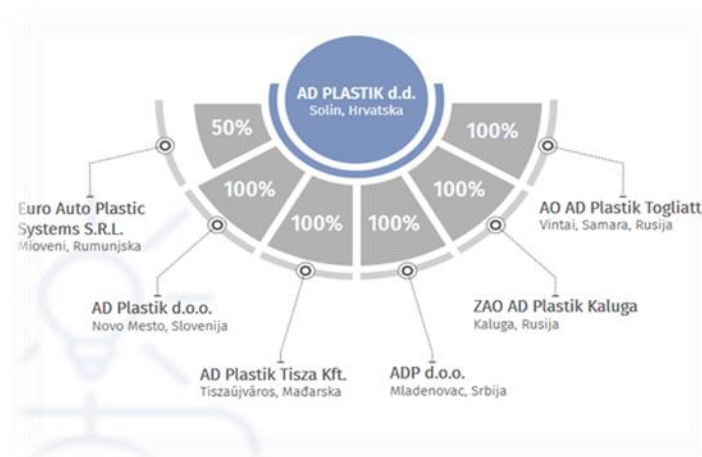 AD PLASTIK d.d.
Solin, Hrvatska
50%
100%
100%
100%
100%
100%
Euro Auto Plastic
Systems S.R.L.
Mioveni, Rumunjska
AD Plastik d.o.o.
Novo Mesto, Slovenija
AD Plastik Tisza Kft.
Tiszaûjváros, Mađarska
ADP d.o.o.
Mladenovac, Srbija
ZAO AD Plastik Kaluga
Kaluga, Rusija
AO AD Plastik Togliatt
Vintai, Samara, Rusija